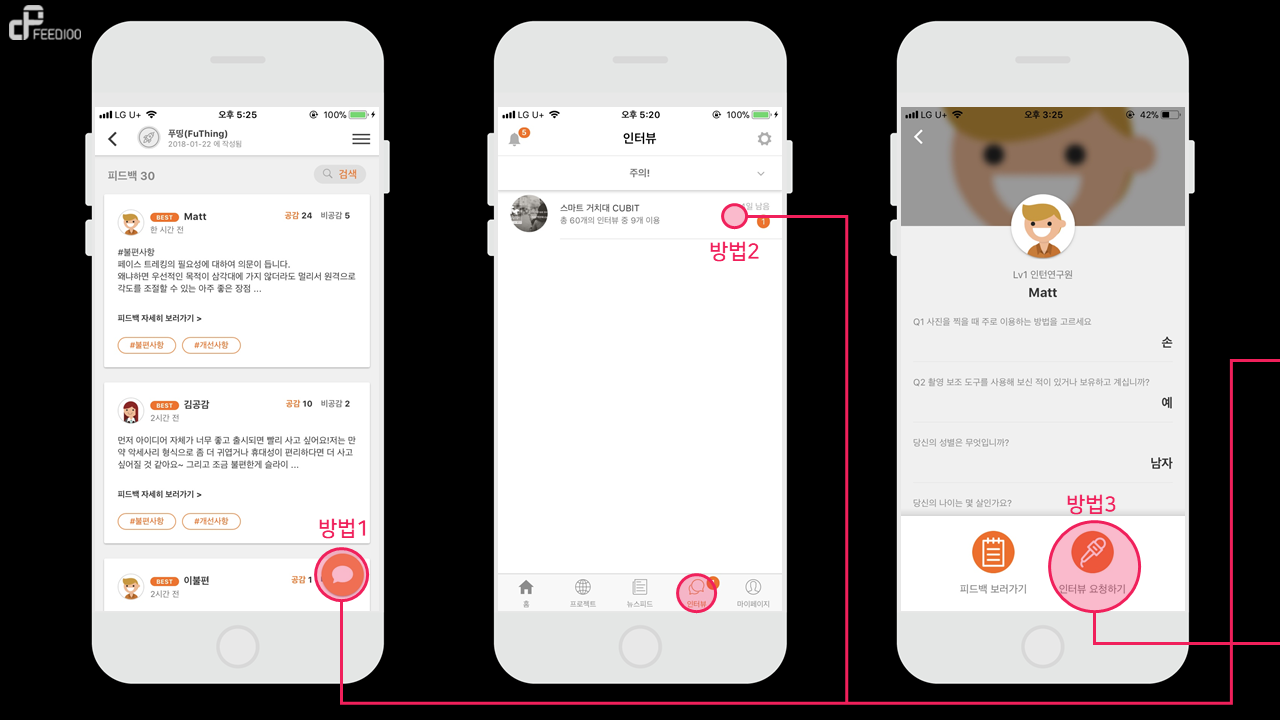 FEED100
LG U+
오후 5:25
100%
푸띵(FuThing)
2018-01-22 에 작성됨
피드백 30
검색
BEST Matt
공감 24 비공감 5
한 시간 전
#불편사항
페이스 트레킹의 필요성에 대하여 의문이 듭니다.
왜냐하면 우선적인 목적이 삼각대에 가지 않더라도 멀리서 원격으로
각도를 조절할 수 있는 아주 좋은 장점 ...
피드백 자세히 보러가기 >
#불편사항 #개선사항
BEST 김공감
공감 10 비공감 2
2시간 전
먼저 아이디어 자체가 너무 좋고 출시되면 빨리 사고 싶어요!저는 만
약 악세사리 형식으로 좀 더 귀엽거나 휴대성이 편리하다면 더 사고
싶어질 것 같아요~ 그리고 조금 불편한게 슬라이 ...
피드백 자세히 보러가기 >
#불편사항 #개선사항
방법1
BEST 이불편
공감 1
2시간 전
LG U+
오후 5:20
100%
5
인터뷰
주의!
스마트 거치대 CUBIT
일 남음
총 60개의 인터뷰 중 9개 이용
1
방법2
홈
프로젝트
뉴스피드
인터뷰
마이페이지
LG U+
오후 3:25
42%
Lv1 인턴연구원
Matt
Q1 사진을 찍을 때 주로 이용하는 방법을 고르세요
손
Q2 촬영 보조 도구를 사용해 보신 적이 있거나 보유하고 계십니까?
예
당신의 성별은 무엇입니까?
남자
당신의 나이는 몇 살인가요?
방법3
피드백 보러가기
인터뷰 요청하기